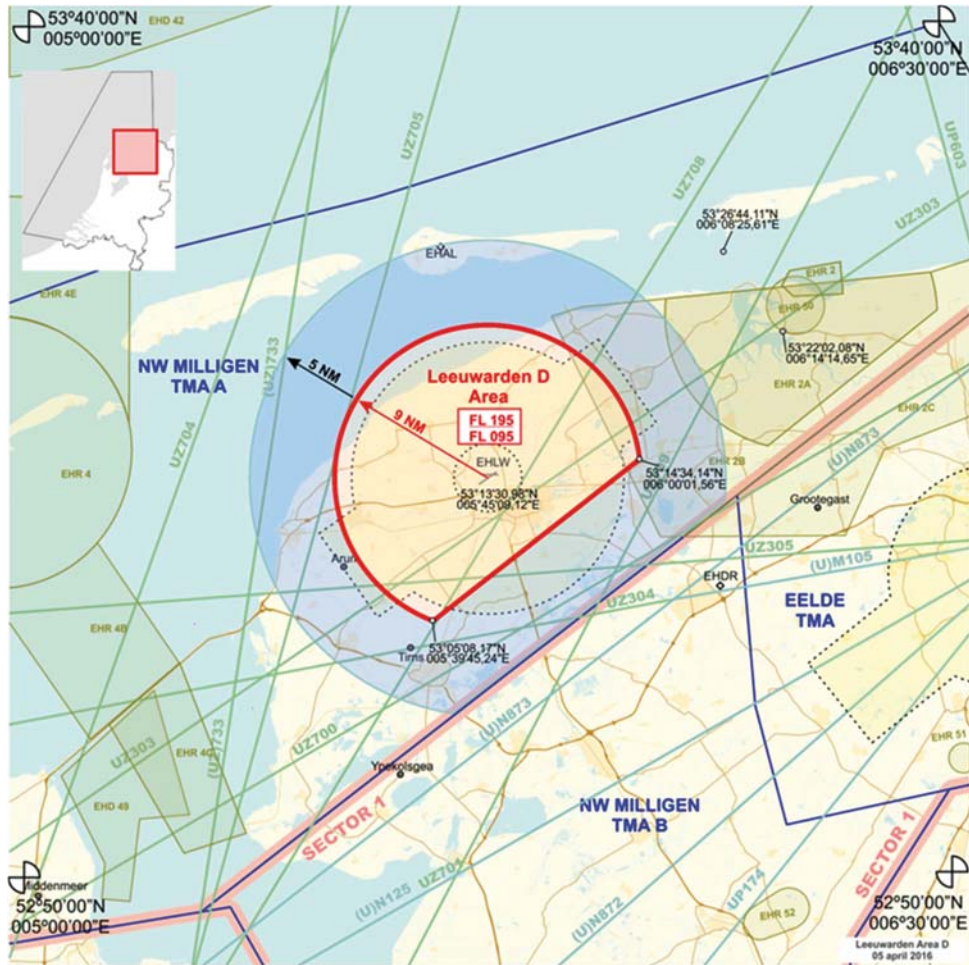 53°40'00"N
005°00'00"E
EHD 42
53°40'00"N
006°30'00"E
UZ705
UZ708
UP603
UZ303
53°26'44,11"N
006°08'25,61"E
EHAL
EHR 4E
EHR 2
EHR 50
53°22'02,08"N
006°14'14,65"E
NW MILLIGEN
TMA A
(UZ)733
5 NM
Leeuwarden D
Area
FL 195
FL 095
9 NM
EHR 2A
EHR 2C
UZ704
EHR 4
EHLW
53°13'30,98"N
005°45'09,12"E
53°14'34,14"N
006°00'01,56"E
EHR 2B
(U)N873
Grootegast
UZ305
(U)M105
EHDR
UZ304
EELDE
TMA
EHR 4B
Tirns
53°05'08,17"N
005°39'45,24"E
UZ303
(UZ)733
EHR 4C
UZ700
(U)N873
EHR 51
Ypekolsgea
EHD 49
NW MILLIGEN
TMA B
SECTOR 1
SECTOR 1
UZ701
(U)N125
(U)N872
UP174
EHR 52
52°50'00"N
005°00'00"E
52°50'00"N
006°30'00"E
Leeuwarden Area D
05 april 2016